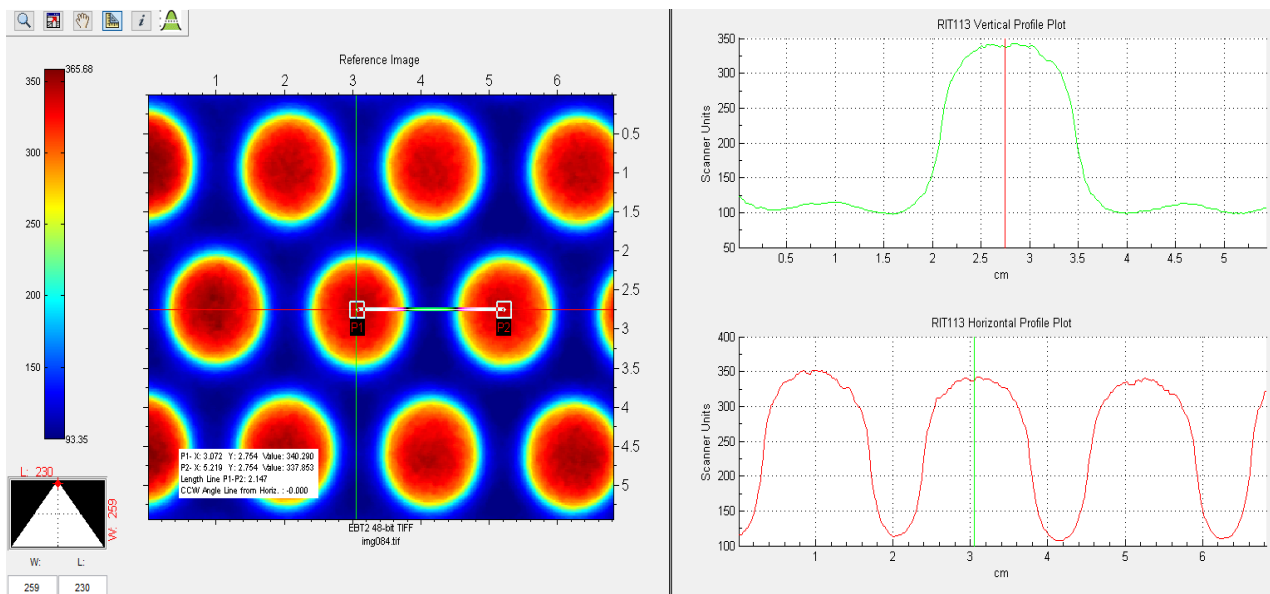 Reference Image
1 2 3 4 5 6
365.68
350
300
250
200
150
93.35
0.5
1
1.5
2
2.5
3
3.5
4
4.5
5
P1 P2
P1- X: 3.072 Y: 2.754 Value: 340.290
P2- X: 5.219 Y: 2.754 Value: 337.853
Length Line P1-P2: 2.147
CCW Angle Line from Horiz. : -0.000
EBT2 48-bit TIFF
img084.tif
L: 230
W: 259
W: L:
259 230
RIT113 Vertical Profile Plot
Scanner Units
350
300
250
200
150
100
50
0.5 1 1.5 2 2.5 3 3.5 4 4.5 5
cm
RIT113 Horizontal Profile Plot
Scanner Units
400
350
300
250
200
150
100
1 2 3 4 5 6
cm